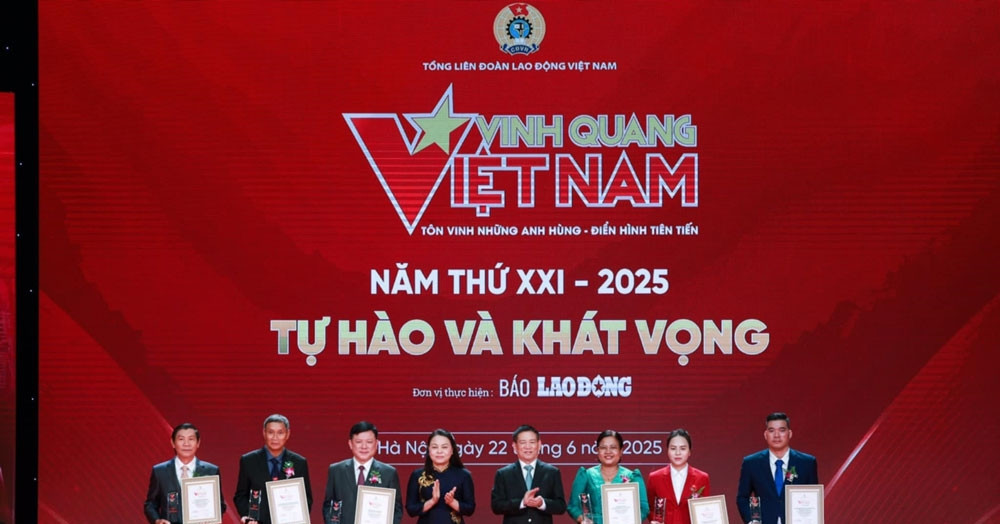 CĐVN
TỔNG LIÊN ĐOÀN LAO ĐỘNG VIỆT NAM
VINH QUANG
VIỆT NAM
TÔN VINH NHỮNG ANH HÙNG - ĐIỂN HÌNH TIÊN TIẾN
NĂM THỨ XXI - 2025
TỰ HÀO VÀ KHÁT VỌNG
Đơn vị thực hiện : BÁO LAO ĐỘNG
Hà Nội, ngày 22 6 năm 2025